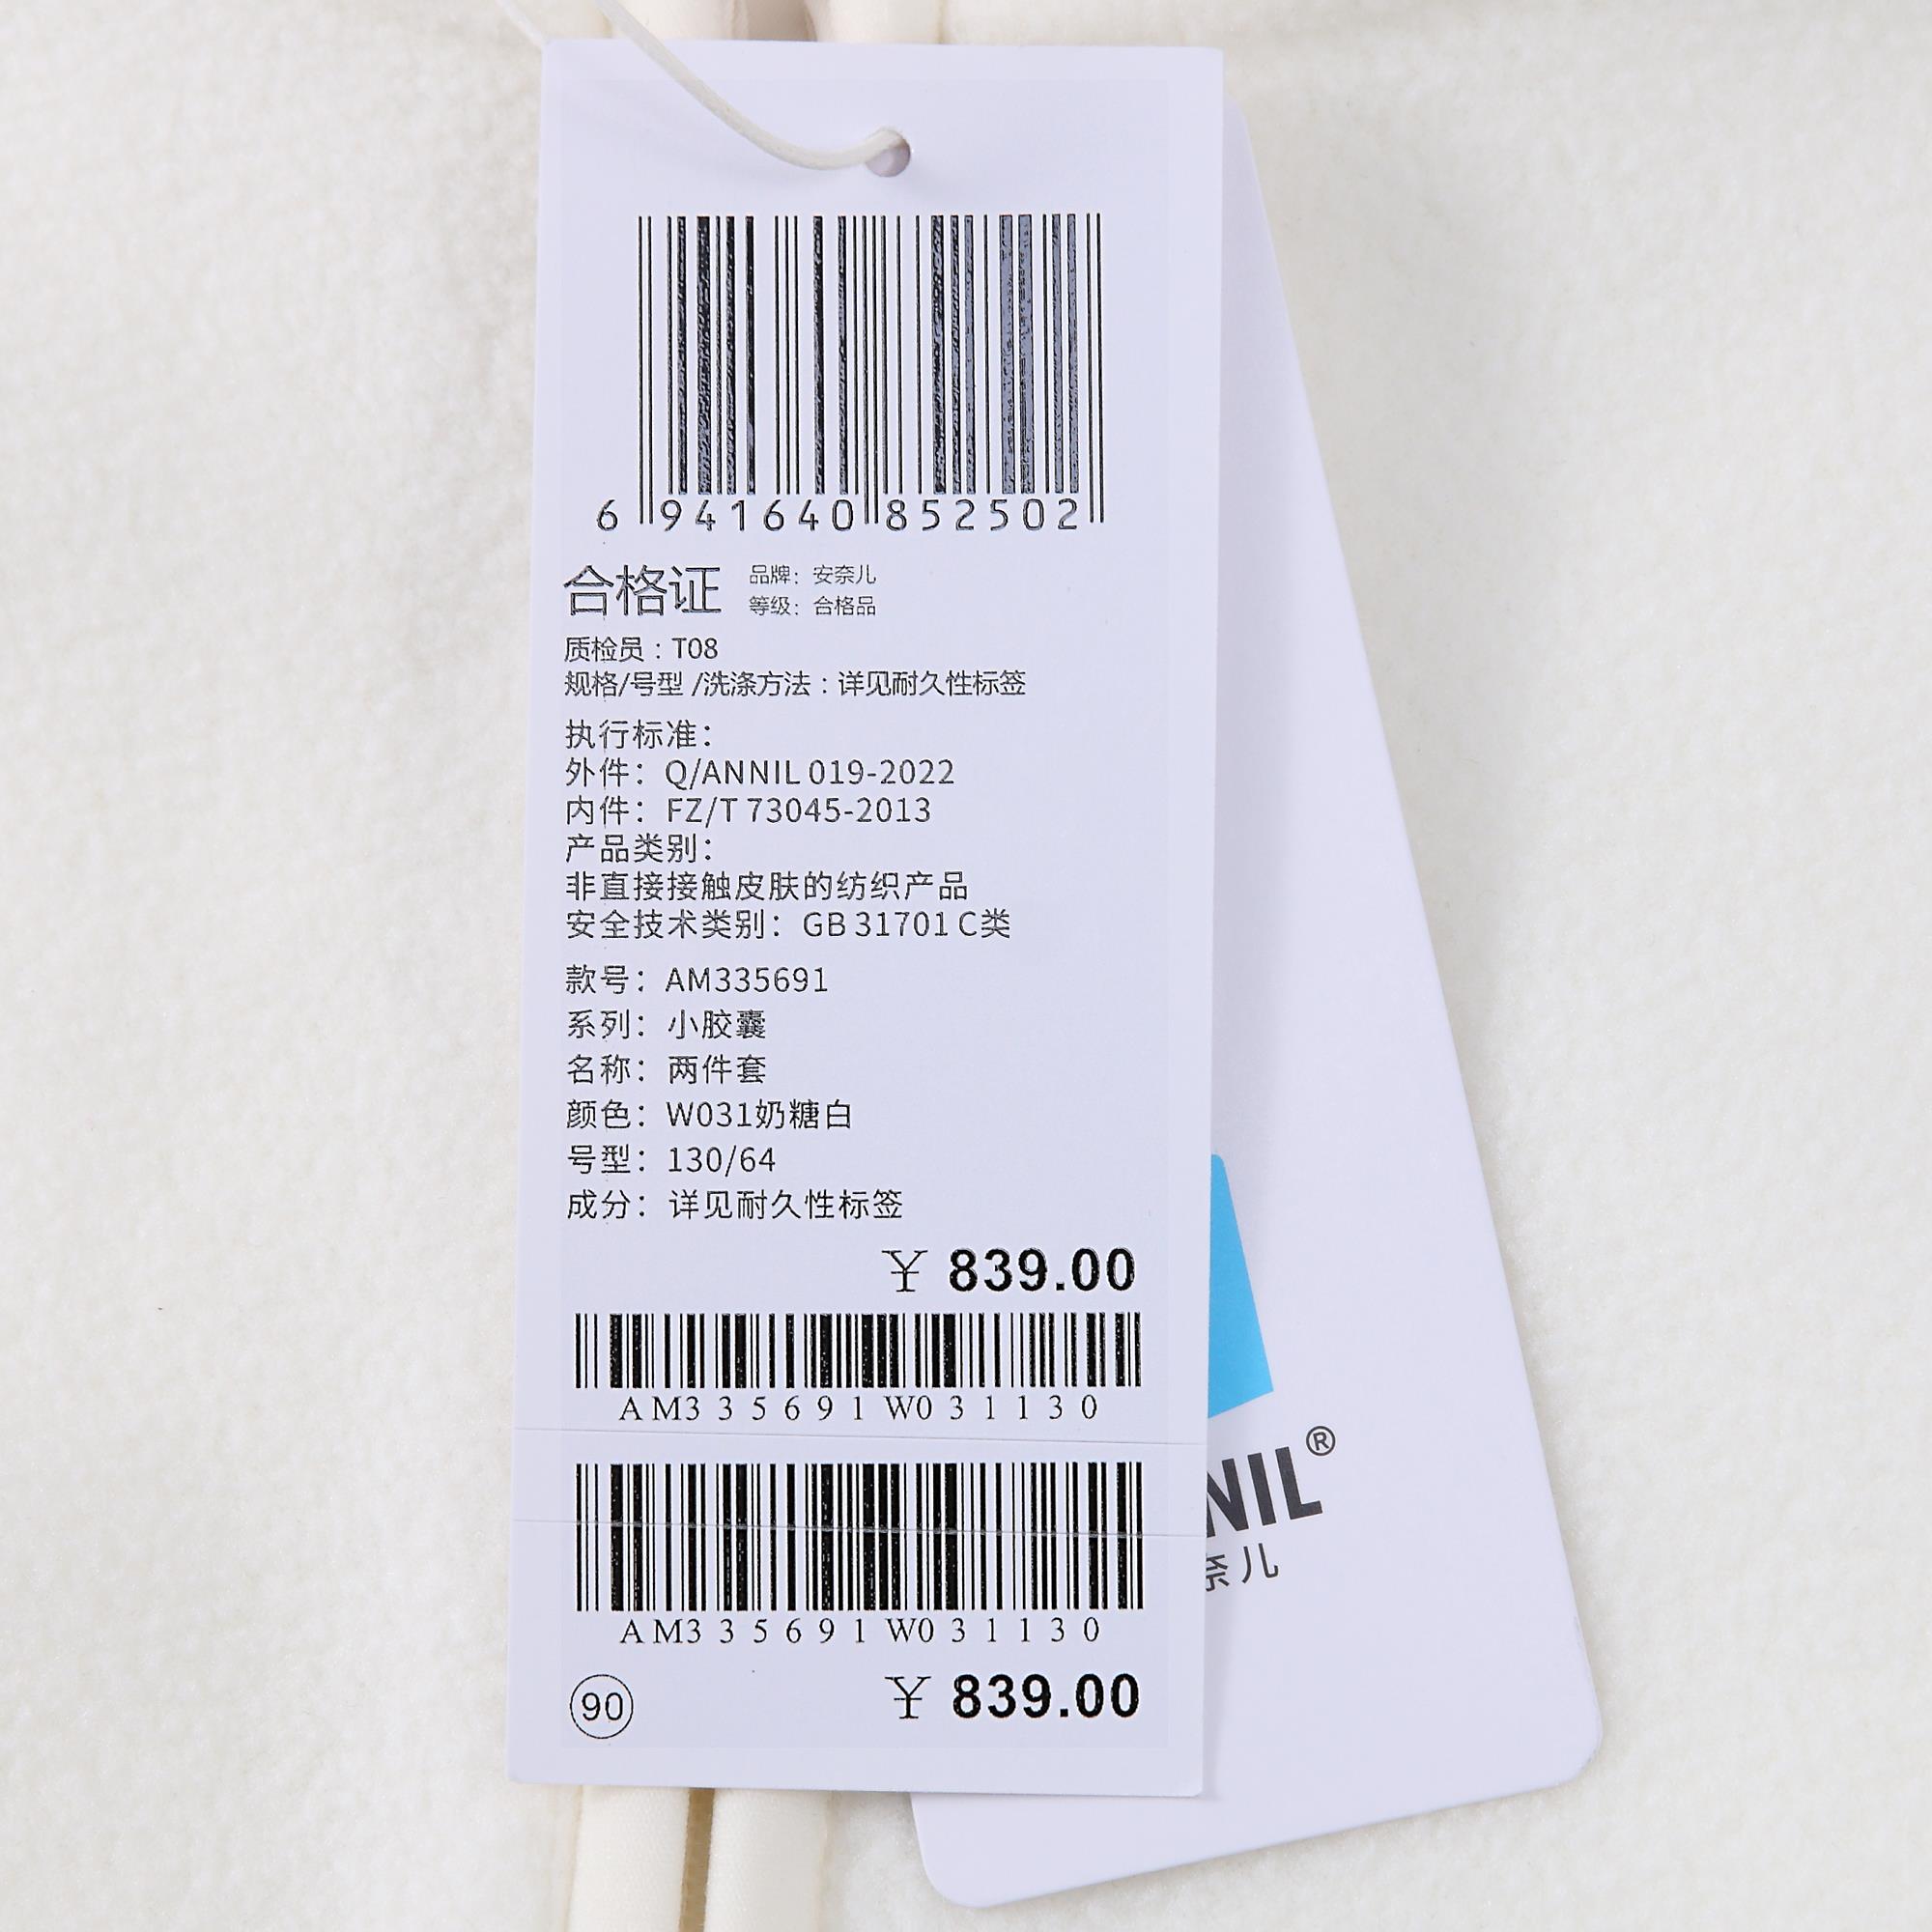 6 941640 852502
合格证
品牌：安奈儿
等级：合格品
质检员：T08
规格/号型 /洗涤方法：详见耐久性标签
执行标准：
外件：Q/ANNIL 019-2022
内件：FZ/T 73045-2013
产品类别：
非直接接触皮肤的纺织产品
安全技术类别：GB 31701 C类
款号：AM335691
系列：小胶囊
名称：两件套
颜色：W031奶糖白
号型：130/64
成分：详见耐久性标签
￥ 839.00
AM335691W031130
AM335691W031130
90
￥ 839.00
NIL®
奈儿